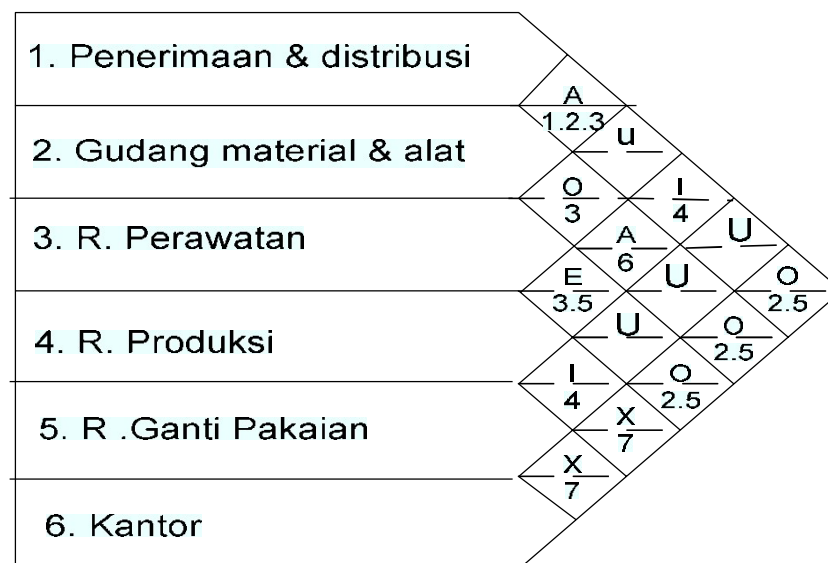 1. Penerimaan & distribusi
A
1.2.3
u
2. Gudang material & alat
O
3
I
4
U
3. R. Perawatan
A
6
U
O
2.5
E
3.5
U
O
2.5
4. R. Produksi
I
4
O
2.5
5. R .Ganti Pakaian
X
7
X
7
6. Kantor